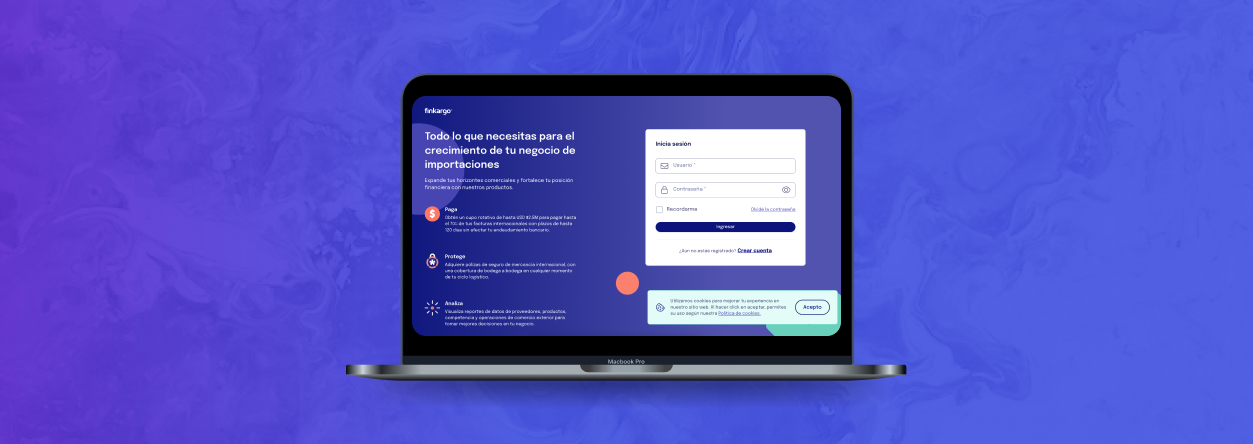 finkargo
Todo lo que necesitas para el
crecimiento de tu negocio de
importaciones
Expande tus horizontes comerciales y fortalece tu posición
financiera con nuestros productos.
Paga
Obtén un cupo rotativo de hasta USD $2.5M para pagar hasta
el 70% de tus facturas internacionales con plazos de hasta
120 días sin afectar tu endeudamiento bancario.
Protege
Adquiere pólizas de seguro de mercancía internacional, con
una cobertura de bodega a bodega en cualquier momento
de tu ciclo logístico.
Analiza
Visualiza reportes de datos de proveedores, productos,
competencia y operaciones de comercio exterior para
tomar mejores decisiones en tu negocio.
Inicia sesión
Usuario *
Contraseña *
Recordarme
Olvidé la contraseña
Ingresar
¿Aún no estás registrado? Crear cuenta
Utilizamos cookies para mejorar tu experiencia en
nuestro sitio web. Al hacer click en aceptar, permites
su uso según nuestra Política de cookies.
Acepto
Macbook Pro